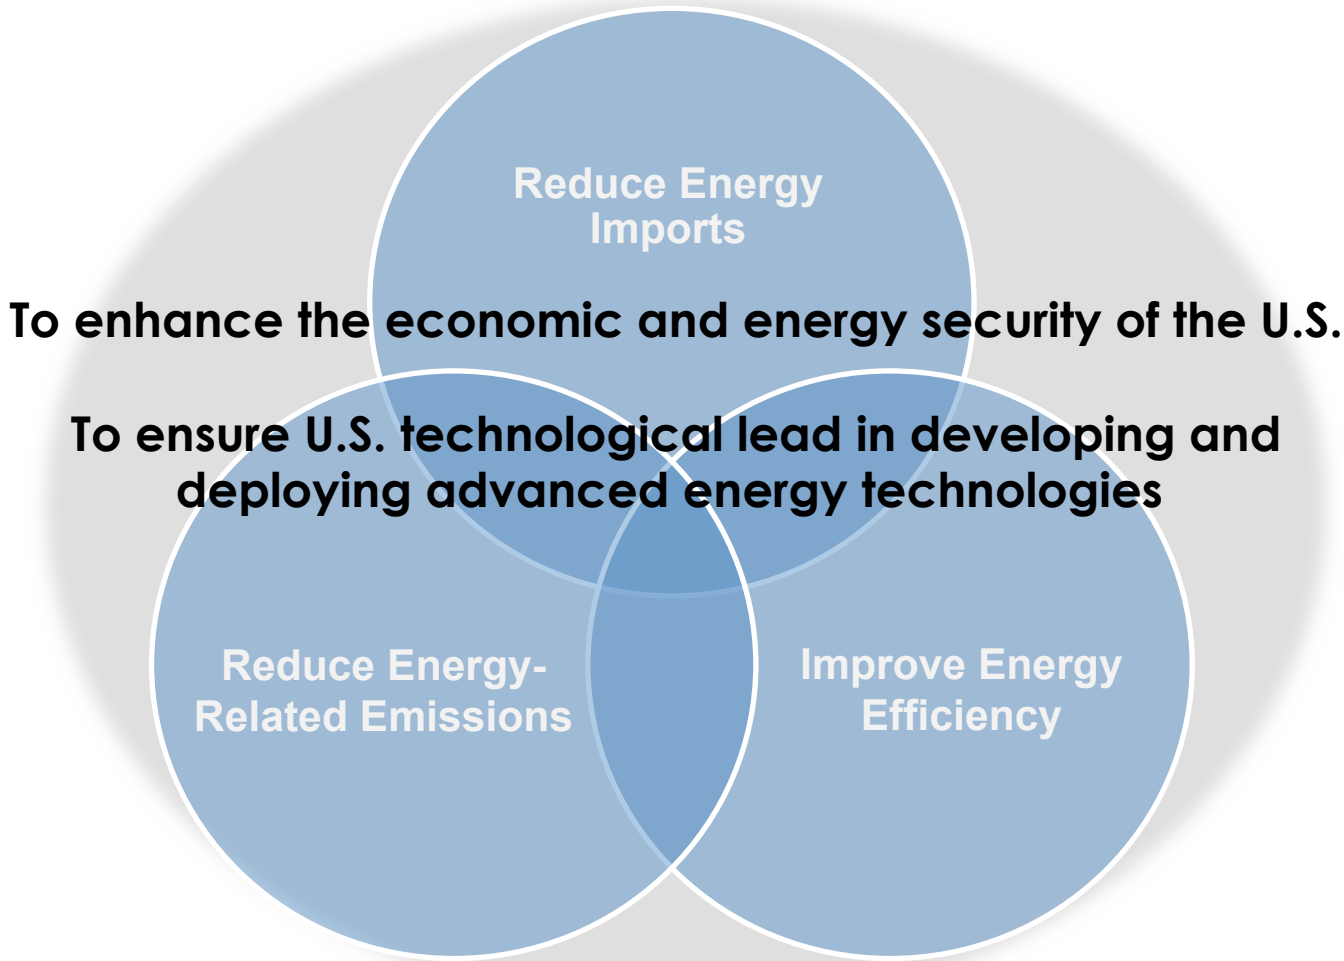 Reduce Energy
Imports
To enhance the economic and energy security of the U.S.
To ensure U.S. technological lead in developing and
deploying advanced energy technologies
Reduce Energy-
Related Emissions
Improve Energy
Efficiency